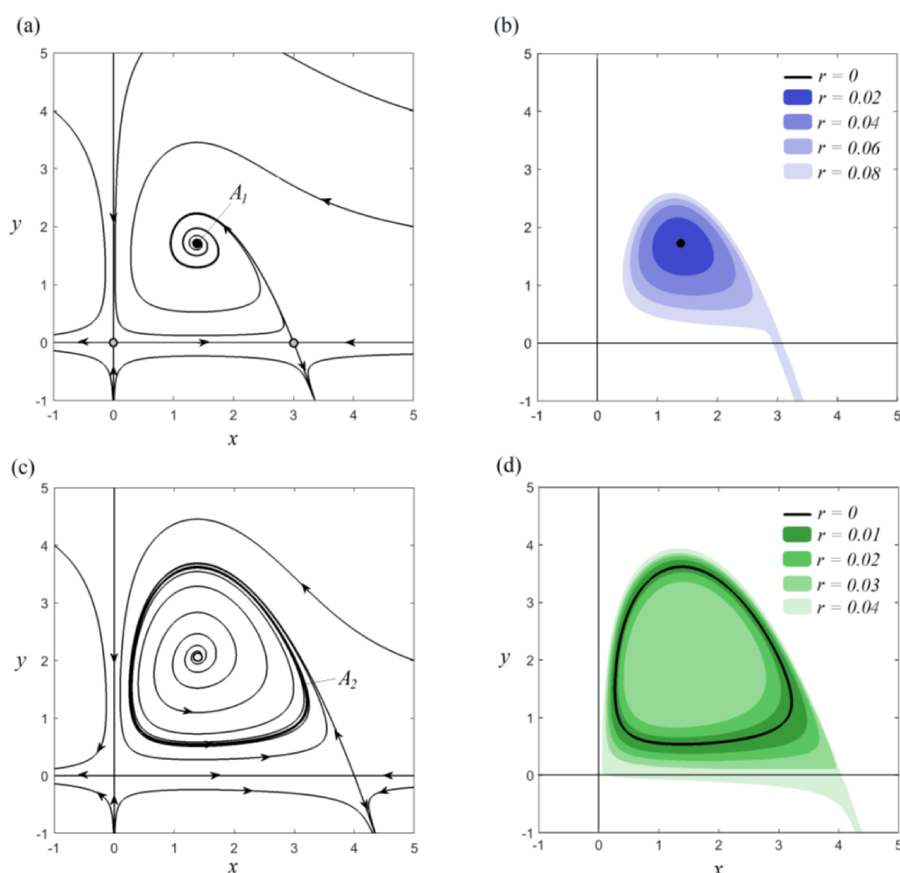 (a)
5
4
3
2
1
0
-1
y
A1
-1 0 1 2 3 4 5
x
(b)
5
4
3
2
1
0
-1
r = 0
r = 0.02
r = 0.04
r = 0.06
r = 0.08
-1 0 1 2 3 4 5
(c)
5
4
3
2
1
0
-1
y
A2
-1 0 1 2 3 4 5
x
(d)
5
4
3
2
1
0
-1
y
r = 0
r = 0.01
r = 0.02
r = 0.03
r = 0.04
-1 0 1 2 3 4 5
x